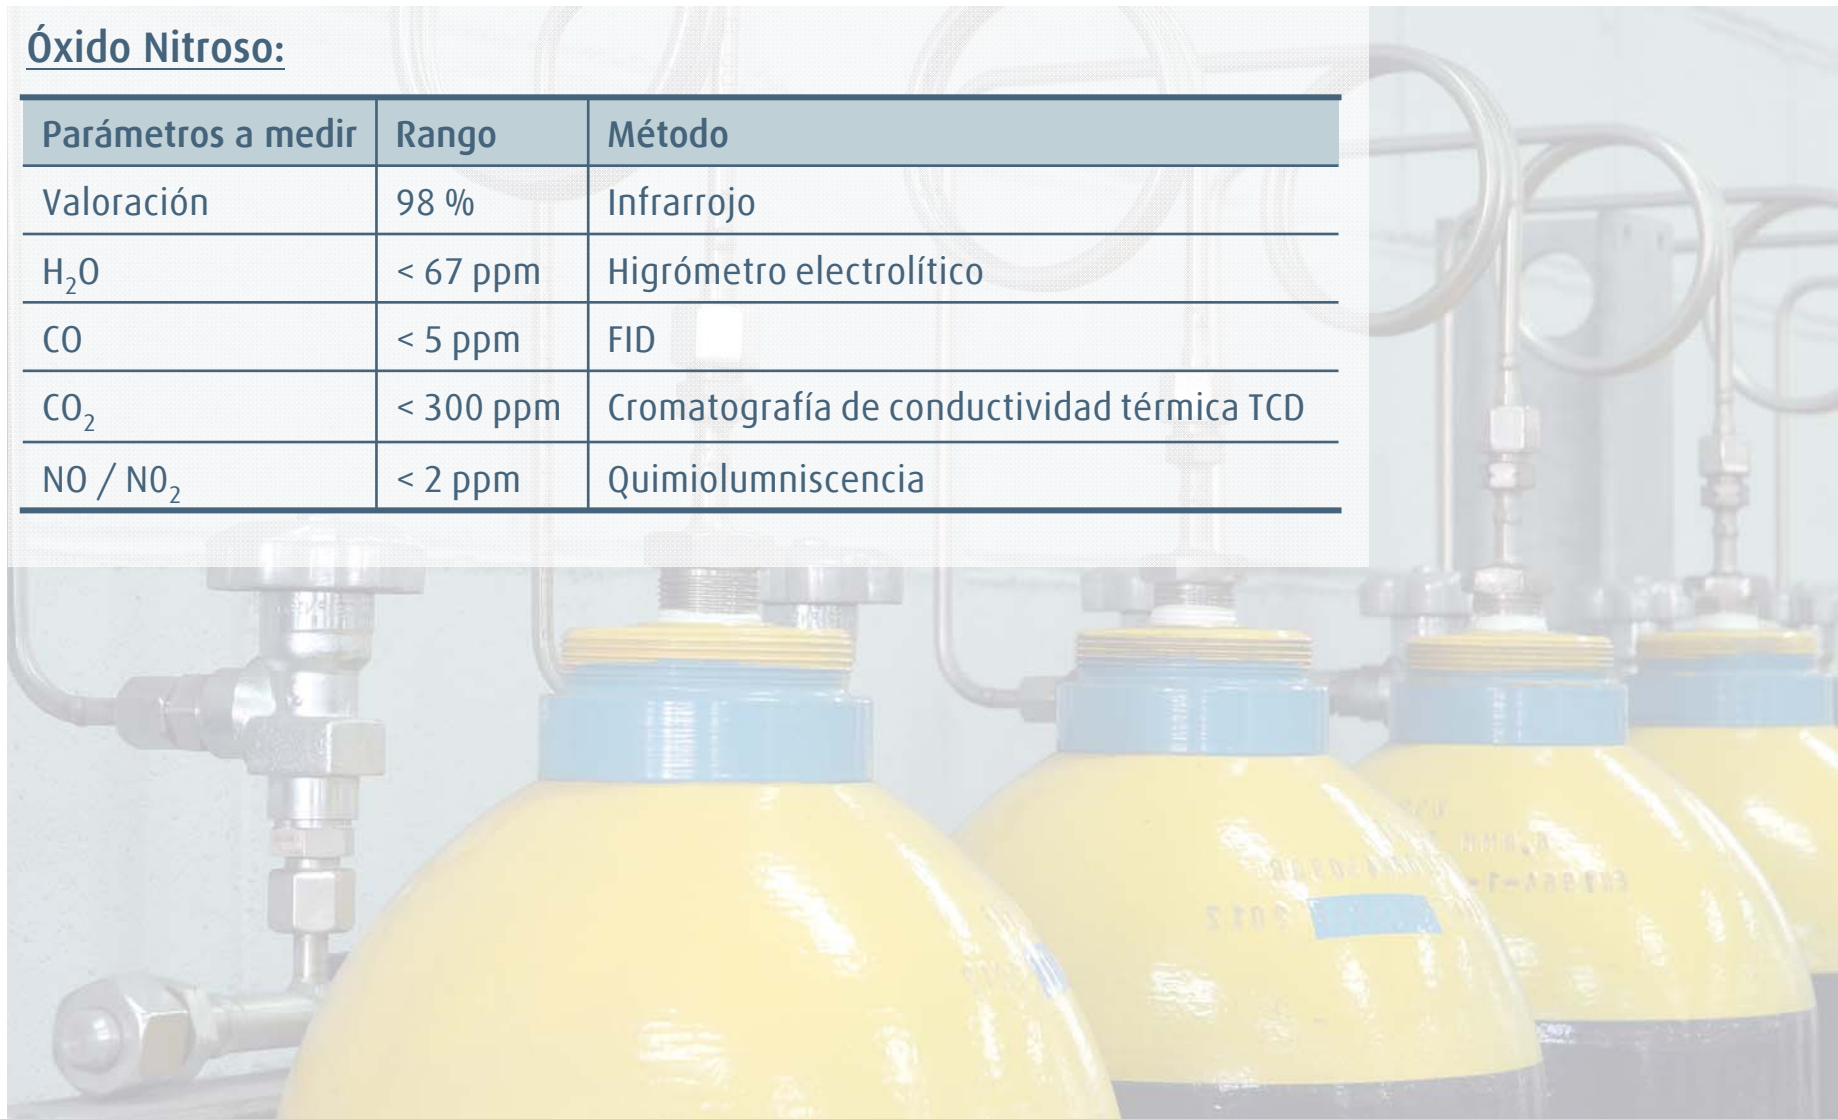 Óxido Nitroso:
Parámetros a medir Rango Método
Valoración 98 % Infrarrojo
H₂O < 67 ppm Higrómetro electrolítico
CO < 5 ppm FID
CO₂ < 300 ppm Cromatografía de conductividad térmica TCD
NO / N0₂ < 2 ppm Quimiolumniscencia